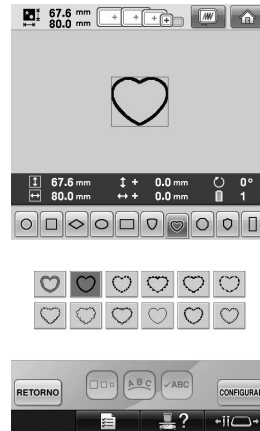 67.6 mm
80.0 mm
67.6 mm + 0.0 mm 0°
80.0 mm + 0.0 mm 1
RETORNO ABC ABC CONFIGURAR
?